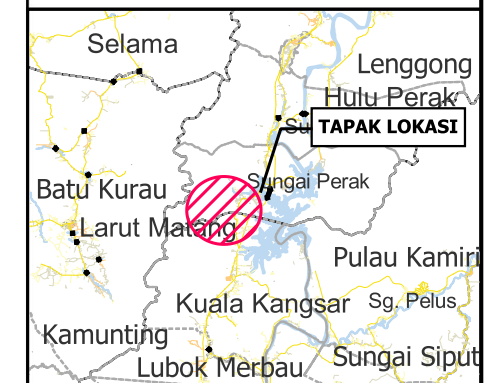 Selama
Lenggong
Hulu Perak
Su
TAPAK LOKASI
Sungai Perak
Batu Kurau
Larut Matang
Pulau Kamiri
Kuala Kangsar
Sg. Pelus
Kamunting
Lubok Merbau
Sungai Siput